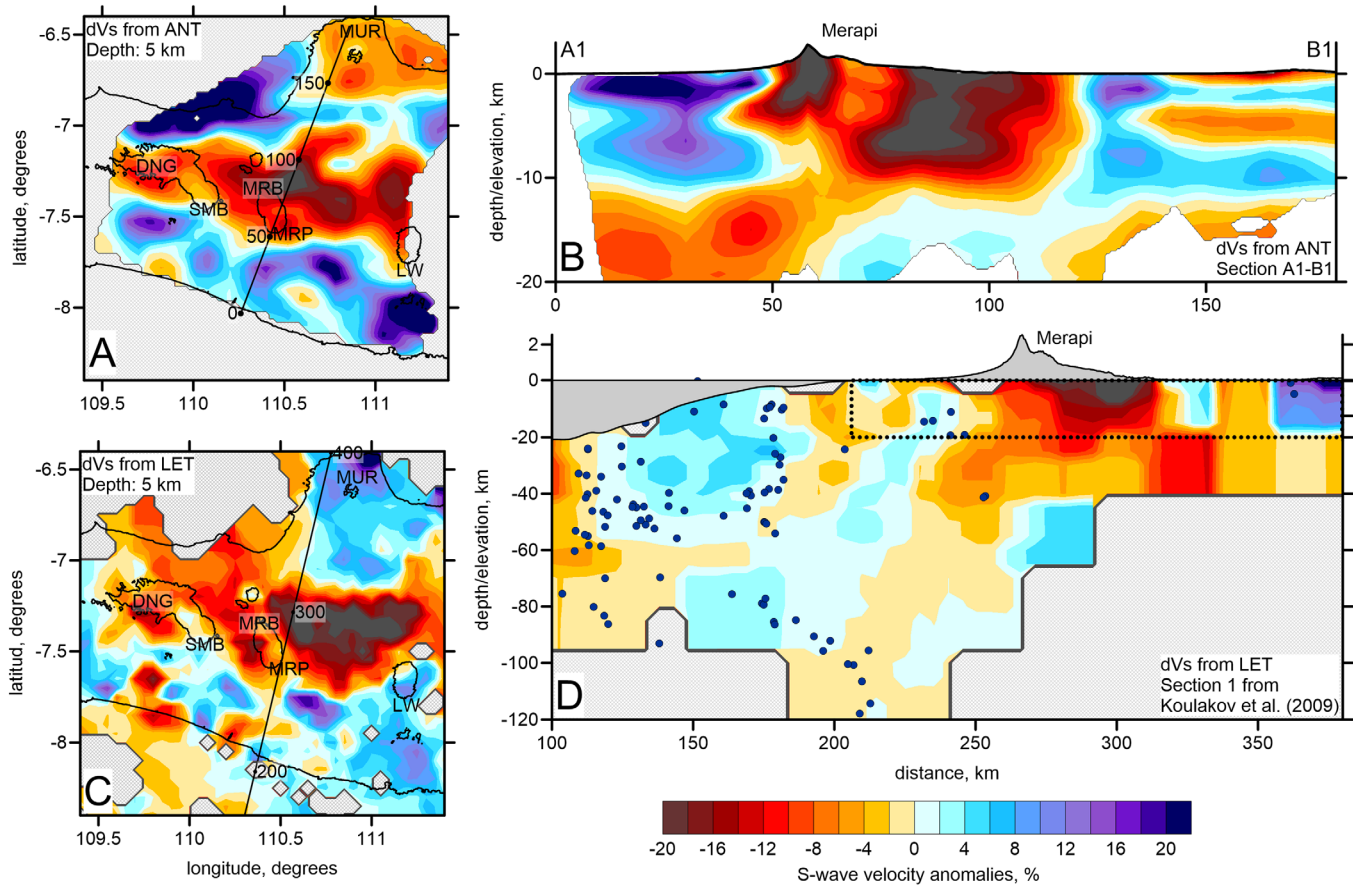 dVs from ANT
Depth: 5 km
-6.5
-7
-7.5
-8
latitude, degrees
MUR
150
100
DNG
MRB
SMB
50
MRP
LW
0
A
109.5
110
110.5
111
Merapi
A1
B1
0
-10
-20
depth/elevation, km
B
dVs from ANT
Section A1-B1
0
50
100
150
dVs from LET
Depth: 5 km
-6.5
-7
-7.5
-8
latitud, degrees
400
MUR
DNG
300
MRB
SMB
MRP
LW
200
C
109.5
110
110.5
111
longitude, degrees
Merapi
2
0
-20
-40
-60
-80
-100
-120
depth/elevation, km
D
dVs from LET
Section 1 from
Koulakov et al. (2009)
100
150
200
250
300
350
distance, km
-20
-16
-12
-8
-4
0
4
8
12
16
20
S-wave velocity anomalies, %